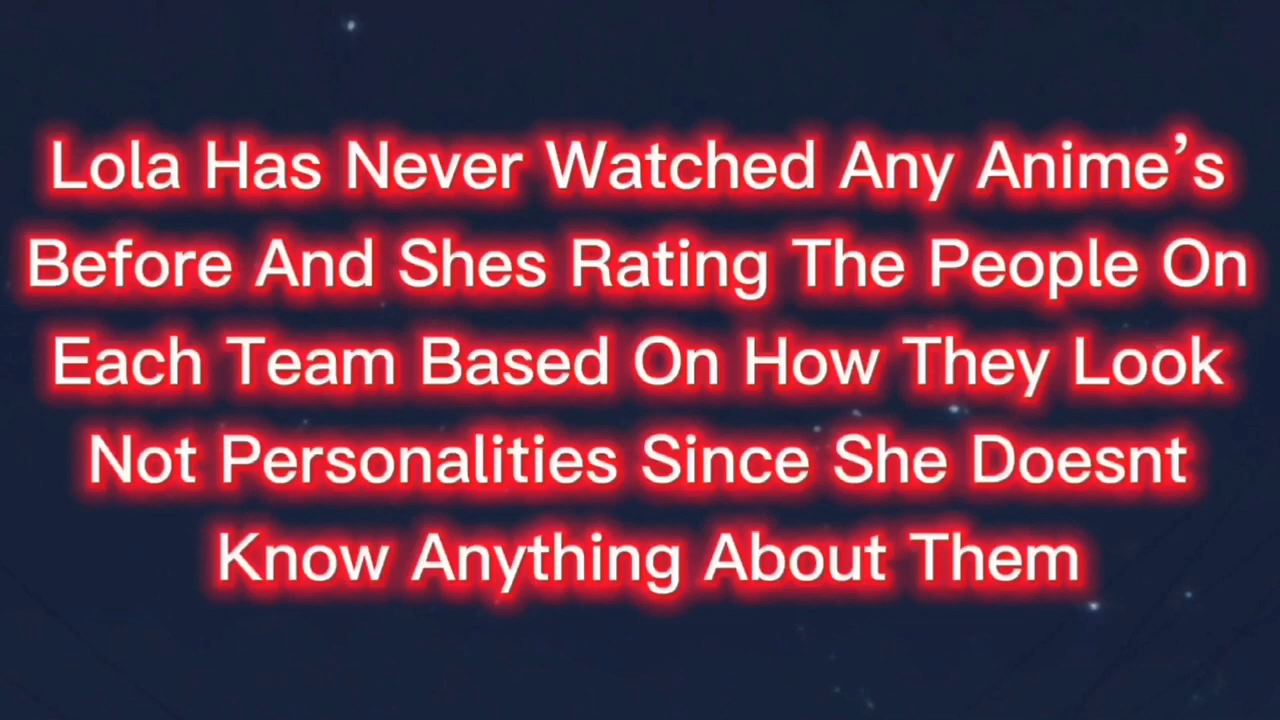 Lola Has Never Watched Any Anime’s
Before And Shes Rating The People On
Each Team Based On How They Look
Not Personalities Since She Doesnt
Know Anything About Them